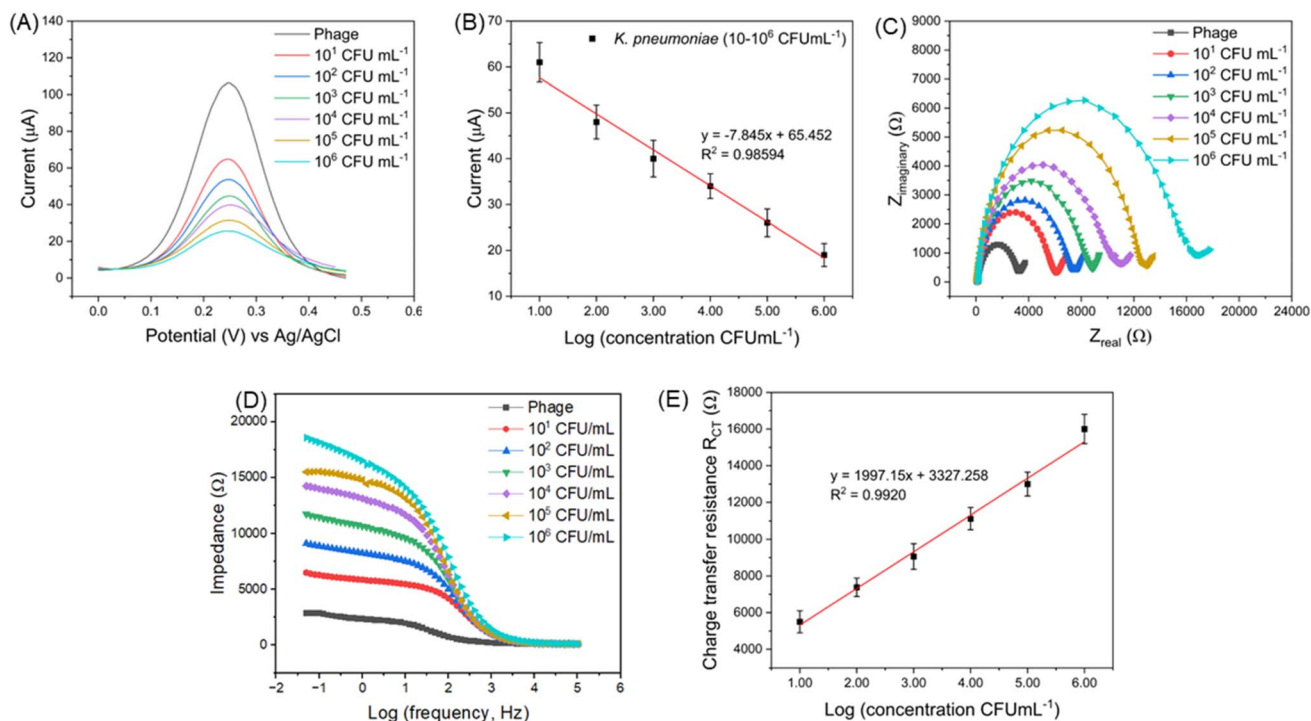 (A)
140
120
100
80
60
40
20
0
Current (μA)
0.0
0.1
0.2
0.3
0.4
0.5
0.6
Potential (V) vs Ag/AgCl
Phage
10¹ CFU mL⁻¹
10² CFU mL⁻¹
10³ CFU mL⁻¹
10⁴ CFU mL⁻¹
10⁵ CFU mL⁻¹
10⁶ CFU mL⁻¹
(B)
70
60
50
40
30
20
10
Current (μA)
K. pneumoniae (10-10⁶ CFUmL⁻¹)
y = -7.845x + 65.452
R² = 0.98594
1.00
2.00
3.00
4.00
5.00
6.00
Log (concentration CFUmL⁻¹)
(C)
9000
8000
7000
6000
5000
4000
3000
2000
1000
0
Zimaginary (Ω)
0
4000
8000
12000
16000
20000
24000
Zreal (Ω)
Phage
10¹ CFU mL⁻¹
10² CFU mL⁻¹
10³ CFU mL⁻¹
10⁴ CFU mL⁻¹
10⁵ CFU mL⁻¹
10⁶ CFU mL⁻¹
(D)
20000
15000
10000
5000
0
Impedance (Ω)
−2
−1
0
1
2
3
4
5
6
Log (frequency, Hz)
Phage
10¹ CFU/mL
10² CFU/mL
10³ CFU/mL
10⁴ CFU/mL
10⁵ CFU/mL
10⁶ CFU/mL
(E)
18000
16000
14000
12000
10000
8000
6000
4000
Charge transfer resistance RCT (Ω)
y = 1997.15x + 3327.258
R² = 0.9920
1.00
2.00
3.00
4.00
5.00
6.00
Log (concentration CFUmL⁻¹)